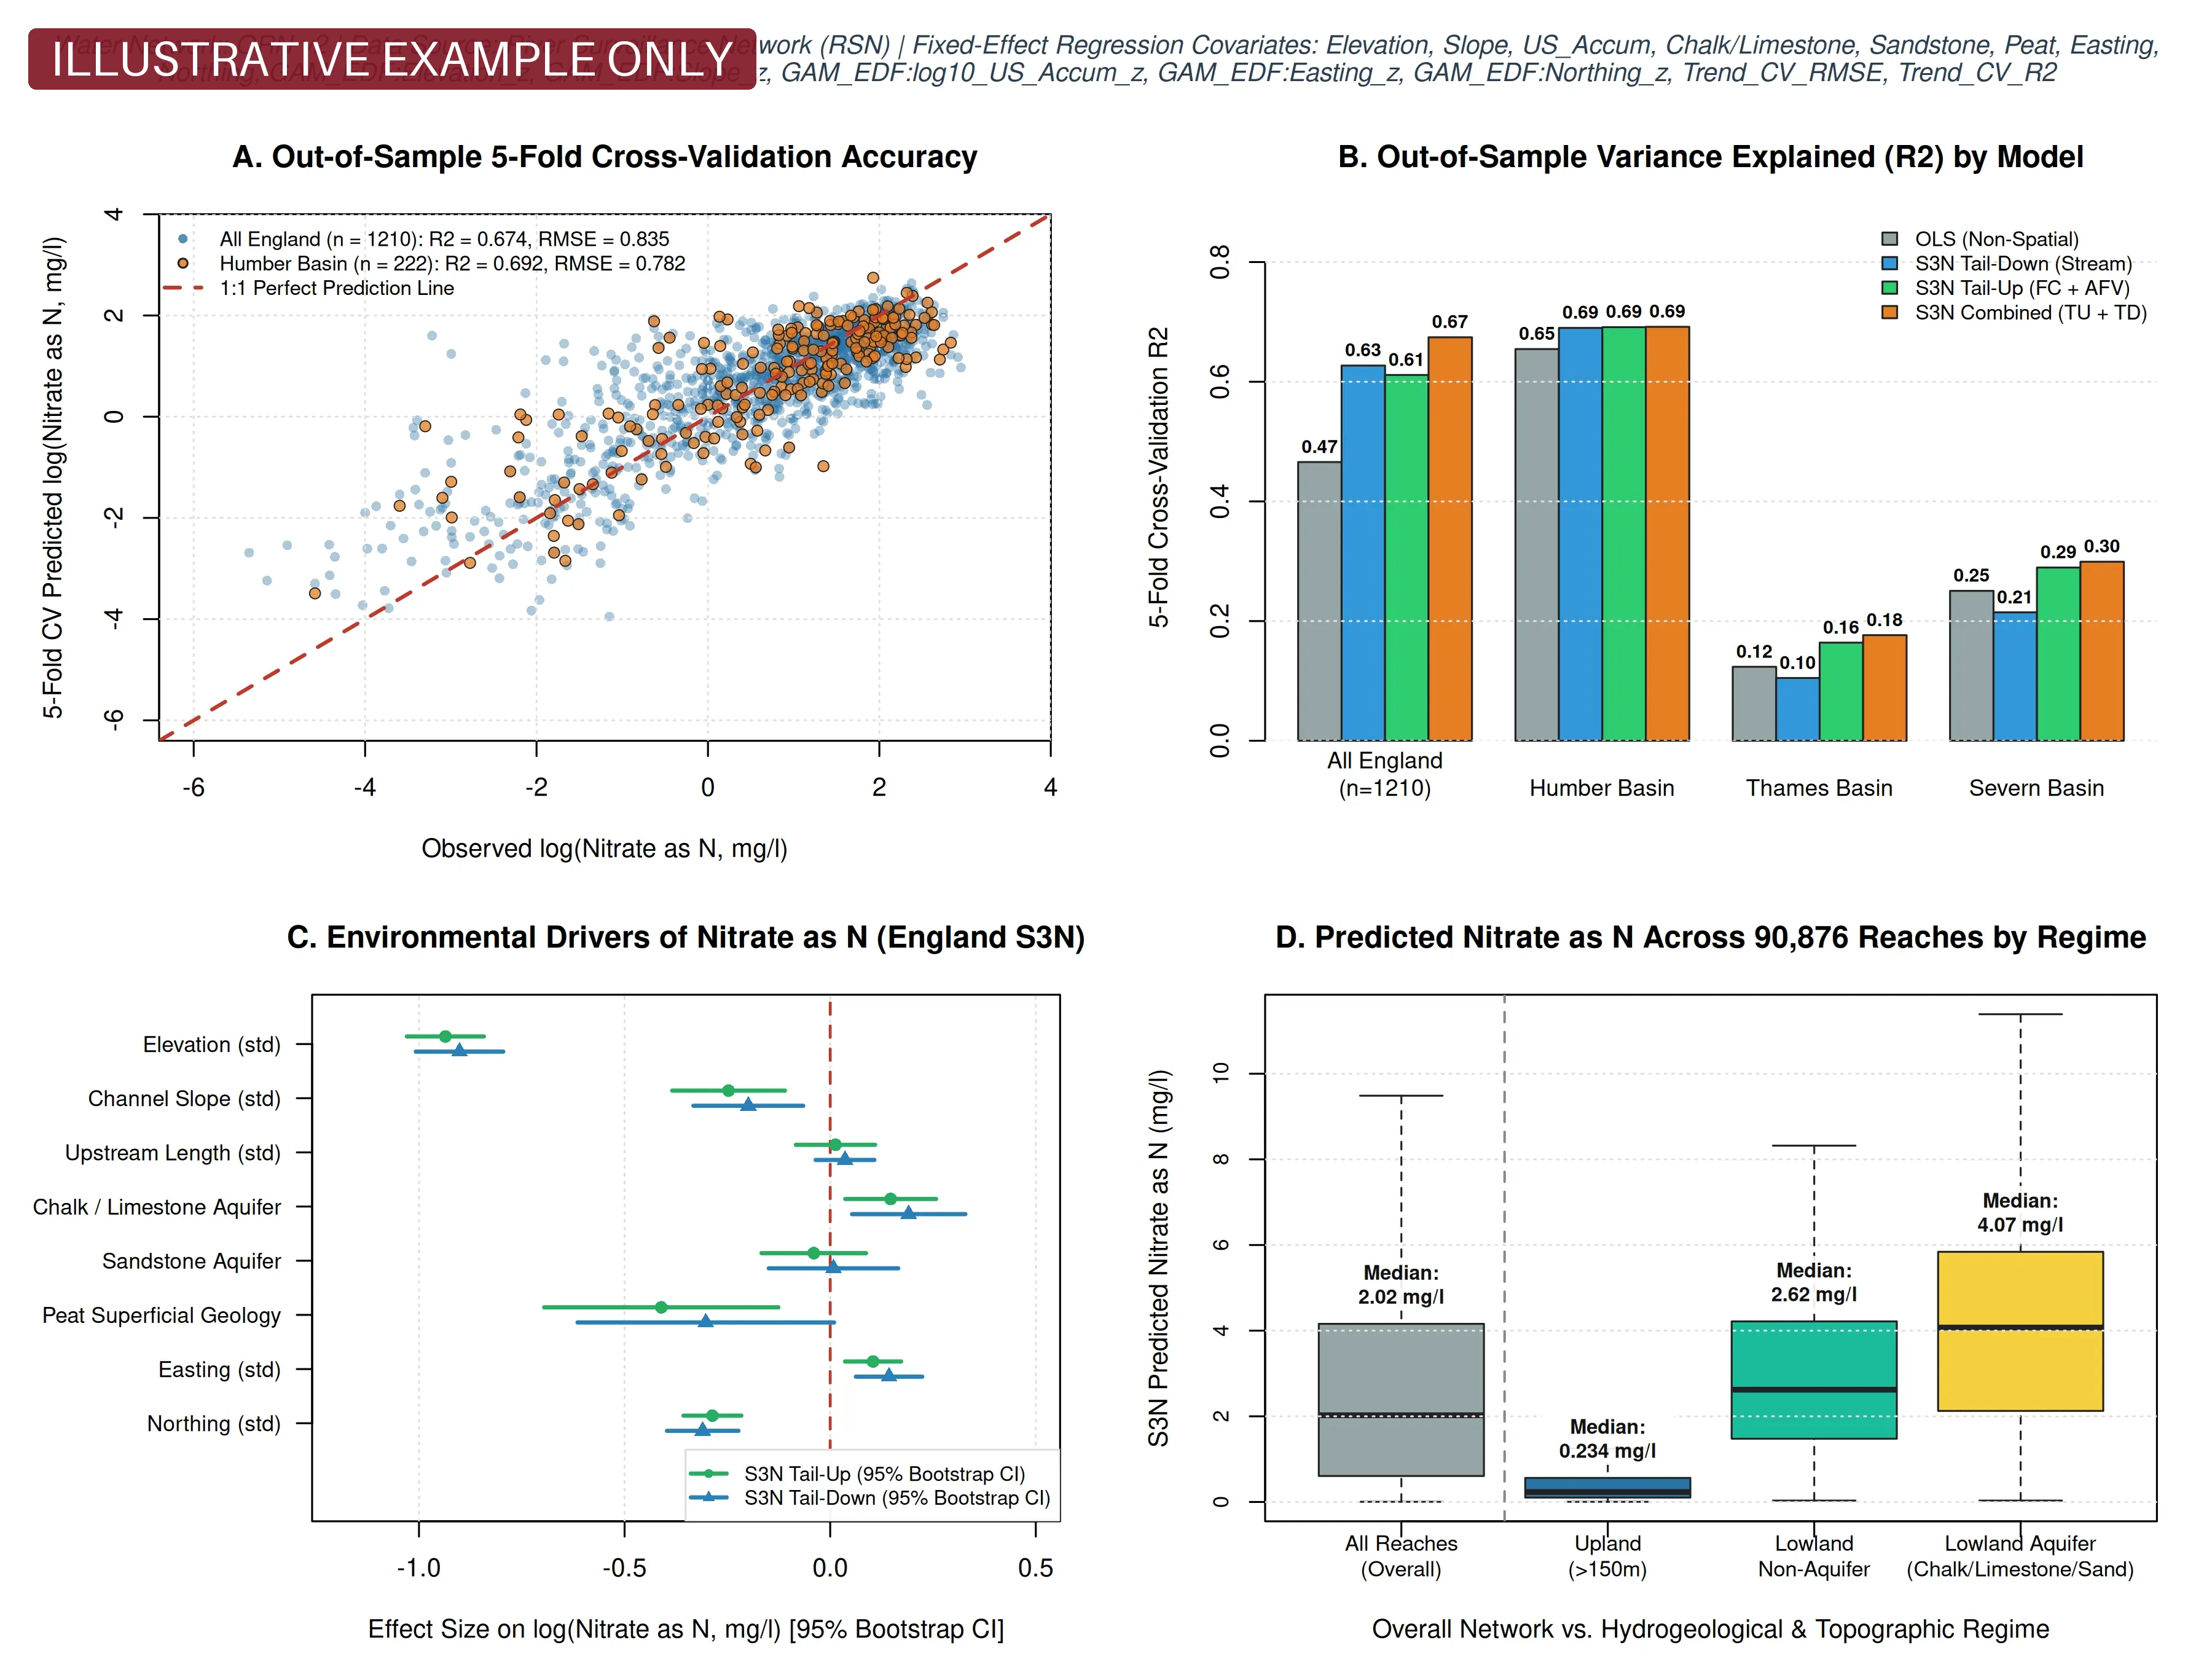 ILLUSTRATIVE EXAMPLE ONLY
work (RSN) | Fixed-Effect Regression Covariates: Elevation, Slope, US_Accum, Chalk/Limestone, Sandstone, Peat, Easting,
z, GAM_EDF:log10_US_Accum_z, GAM_EDF:Easting_z, GAM_EDF:Northing_z, Trend_CV_RMSE, Trend_CV_R2
A. Out-of-Sample 5-Fold Cross-Validation Accuracy
5-Fold CV Predicted log(Nitrate as N, mg/l)
4
2
0
-2
-4
-6
All England (n = 1210): R2 = 0.674, RMSE = 0.835
Humber Basin (n = 222): R2 = 0.692, RMSE = 0.782
1:1 Perfect Prediction Line
-6 -4 -2 0 2 4
Observed log(Nitrate as N, mg/l)
B. Out-of-Sample Variance Explained (R2) by Model
5-Fold Cross-Validation R2
0.8
0.6
0.4
0.2
0.0
OLS (Non-Spatial)
S3N Tail-Down (Stream)
S3N Tail-Up (FC + AFV)
S3N Combined (TU + TD)
0.47 0.63 0.61 0.67
0.65 0.69 0.69 0.69
0.12 0.10 0.16 0.18
0.25 0.21 0.29 0.30
All England
(n=1210)
Humber Basin
Thames Basin
Severn Basin
C. Environmental Drivers of Nitrate as N (England S3N)
Elevation (std)
Channel Slope (std)
Upstream Length (std)
Chalk / Limestone Aquifer
Sandstone Aquifer
Peat Superficial Geology
Easting (std)
Northing (std)
S3N Tail-Up (95% Bootstrap CI)
S3N Tail-Down (95% Bootstrap CI)
-1.0 -0.5 0.0 0.5
Effect Size on log(Nitrate as N, mg/l) [95% Bootstrap CI]
D. Predicted Nitrate as N Across 90,876 Reaches by Regime
S3N Predicted Nitrate as N (mg/l)
10
8
6
4
2
0
Median:
2.02 mg/l
Median:
0.234 mg/l
Median:
2.62 mg/l
Median:
4.07 mg/l
All Reaches
(Overall)
Upland
(>150m)
Lowland
Non-Aquifer
Lowland Aquifer
(Chalk/Limestone/Sand)
Overall Network vs. Hydrogeological & Topographic Regime